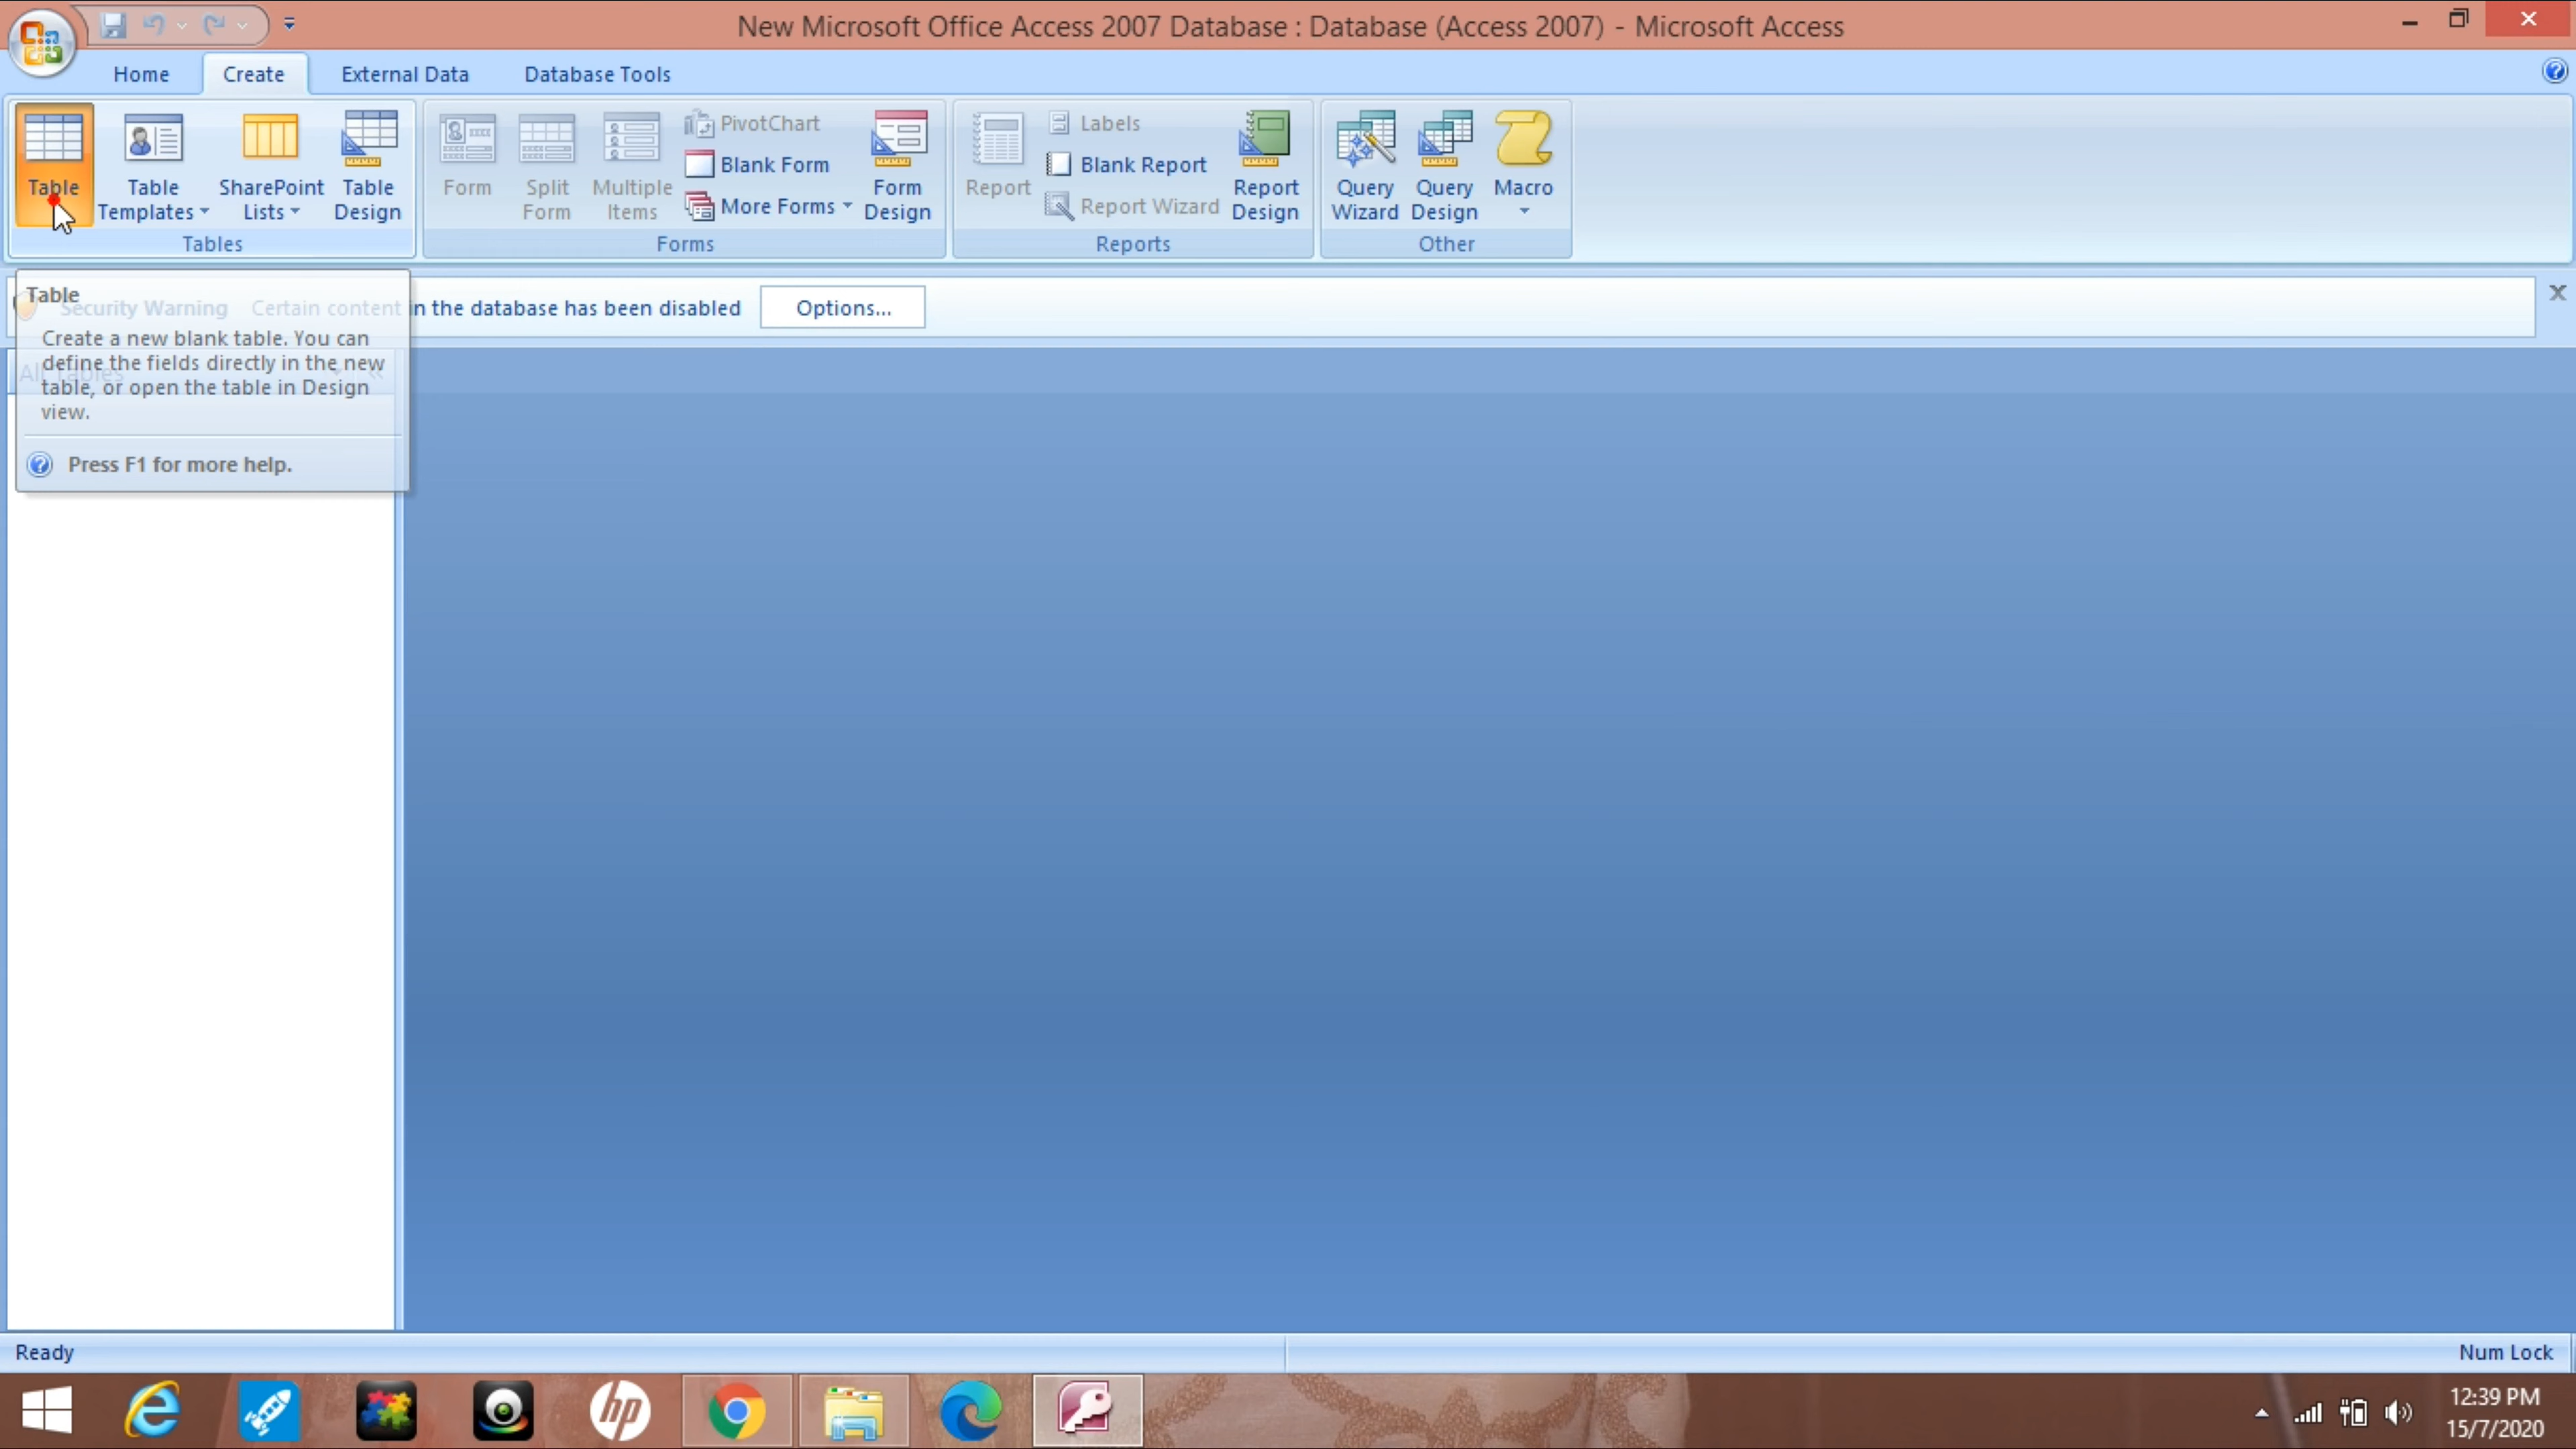 New Microsoft Office Access 2007 Database : Database (Access 2007) - Microsoft Access
Home Create External Data Database Tools
Table
Table Templates
SharePoint Lists
Table Design
Tables
Form
Split Form
Multiple Items
PivotChart
Blank Form
More Forms
Form Design
Forms
Report
Labels
Blank Report
Report Wizard
Report Design
Reports
Query Wizard
Query Design
Macro
Other
Security Warning Certain content in the database has been disabled Options...
All Tables
Table
Create a new blank table. You can
define the fields directly in the new
table, or open the table in Design
view.
Press F1 for more help.
Ready
Num Lock
hp
12:39 PM
15/7/2020